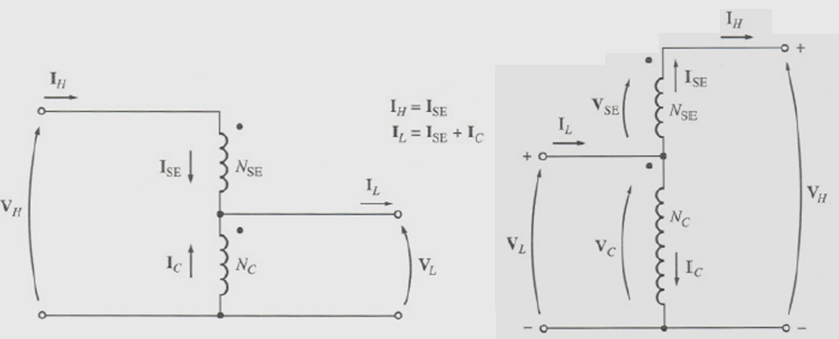 I_H
I_H = I_SE
I_L = I_SE + I_C
I_SE
N_SE
I_L
V_H
I_C
N_C
V_L
I_H
+
I_SE
V_SE
N_SE
I_L
+
N_C
V_H
V_L
V_C
I_C
–
–